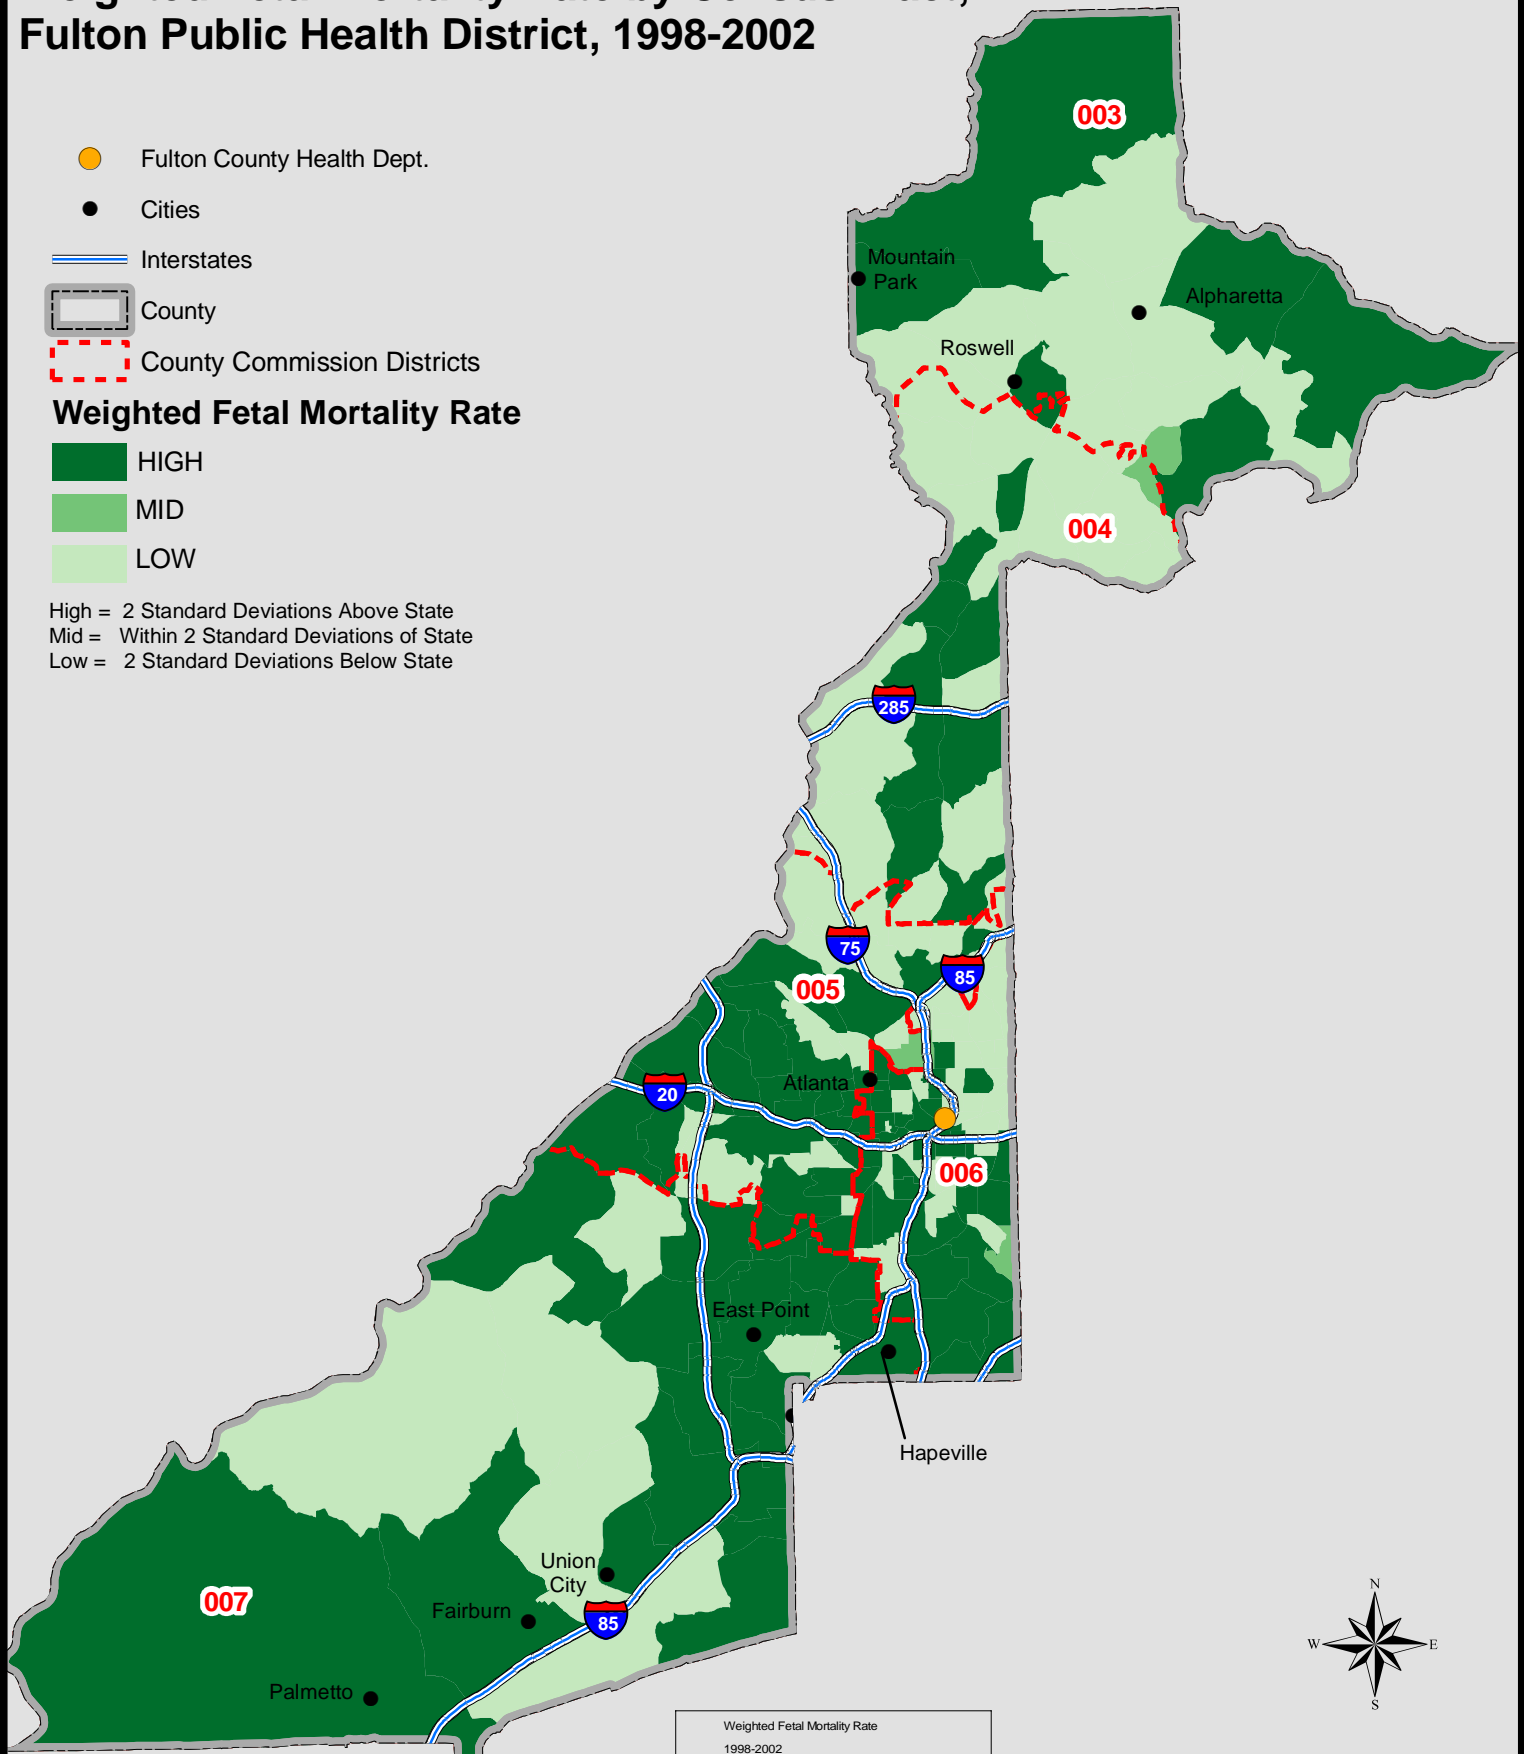 Fulton Public Health District, 1998-2002
Fulton County Health Dept.
Cities
Interstates
County
County Commission Districts
Weighted Fetal Mortality Rate
HIGH
MID
LOW
High = 2 Standard Deviations Above State
Mid = Within 2 Standard Deviations of State
Low = 2 Standard Deviations Below State
003
Mountain
Park
Alpharetta
Roswell
004
285
75
85
005
Atlanta
20
006
East Point
Hapeville
Union
City
007
Fairburn
85
Palmetto
N
W
E
S
Weighted Fetal Mortality Rate
1998-2002